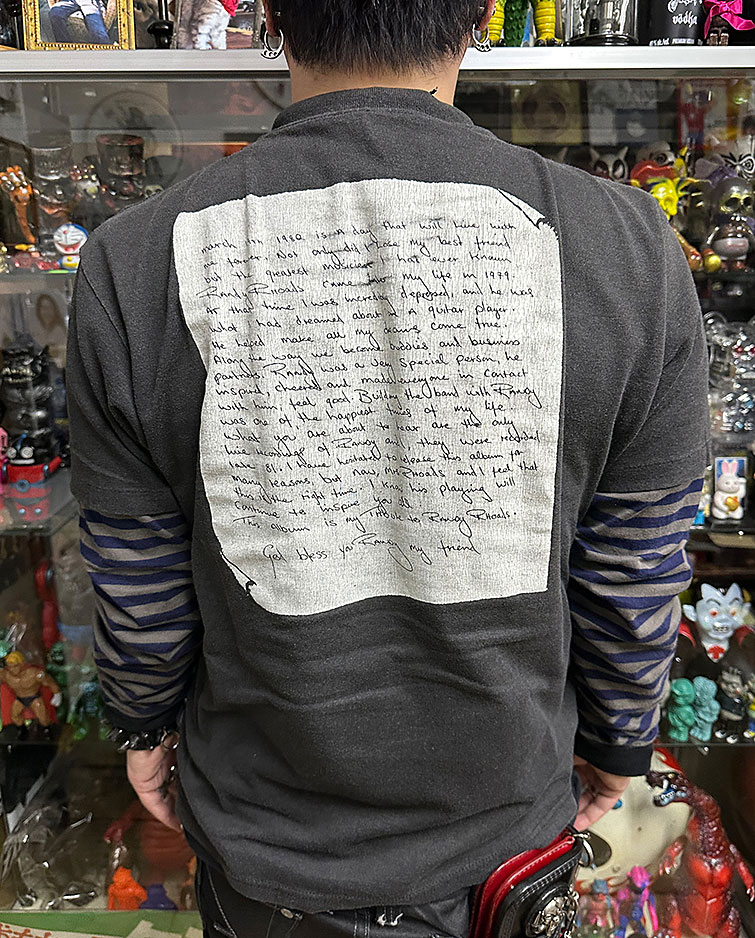 vodka
March 19th 1982 is A day that will live with
me forever. Not only did I lose My best friend
but the greatest musician I had ever known
Randy Rhoads came into my life in 1979.
At that time I was depressed, and he was
what I had dreamed about in A guitar player.
He helped make all my dreams come true.
Along the way we became buddies and business
partners. Randy was a very special person, he
inspired, cheered and made everyone in contact
with him, feel good. Building the band with Randy
was one of the happiest times of my life
what you are about to hear are the only
live recordings of Randy and they were recorded
late 81. I have hesitated to release this album for
many reasons but now, Mrs Rhoads and I feel that
this is the right time. I know his playing will
continue to inspire you all
This album is my Tribute to Randy Rhoads.
God bless you Randy my friend